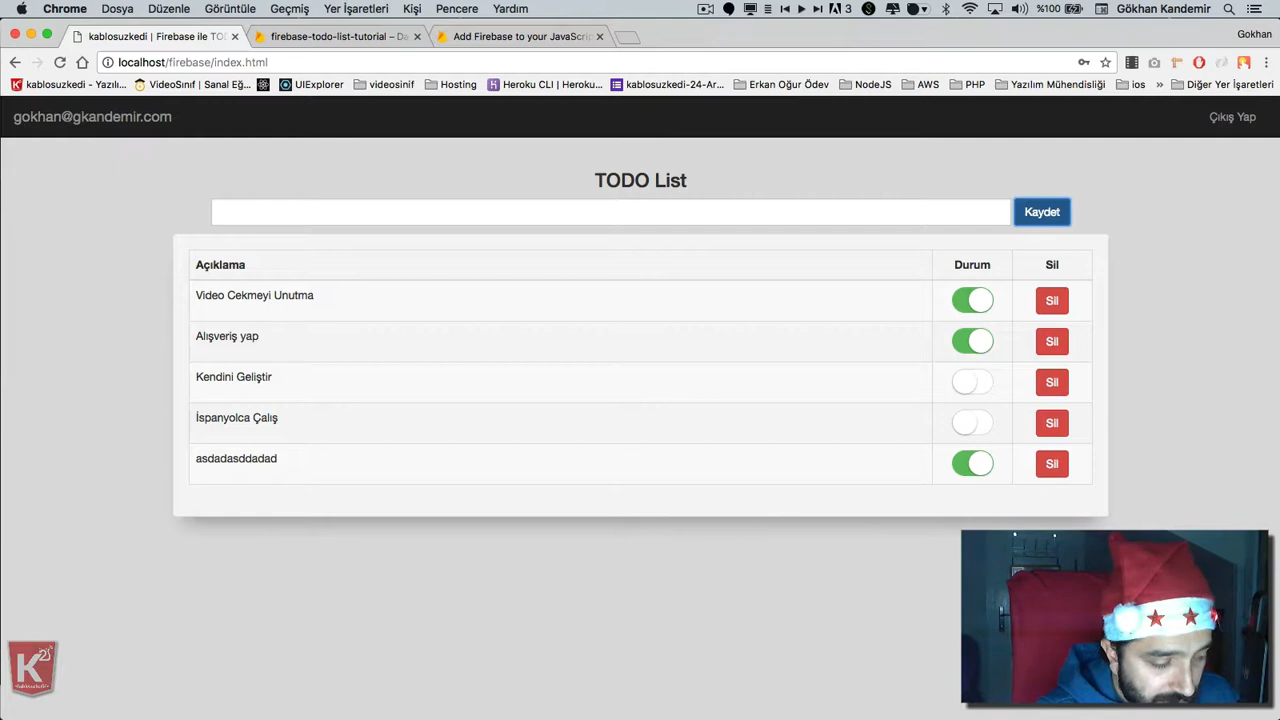 Chrome Dosya Düzenle Görüntüle Geçmiş Yer İşaretleri Kişi Pencere Yardım 3 %100 Gökhan Kandemir
kablosuzkedi | Firebase ile TO firebase-todo-list-tutorial – Da Add Firebase to your JavaScrip Gokhan
localhost/firebase/index.html
kablosuzkedi - Yazılı... VideoSınıf | Sanal Eğ... UIExplorer videosinif Hosting Heroku CLI | Heroku... kablosuzkedi-24-Ar... Erkan Oğur Ödev NodeJS AWS PHP Yazılım Mühendisliği ios » Diğer Yer İşaretleri
gokhan@gkandemir.com Çıkış Yap
TODO List
Kaydet
Açıklama Durum Sil
Video Cekmeyi Unutma Sil
Alışveriş yap Sil
Kendini Geliştir Sil
İspanyolca Çalış Sil
asdadasddadad Sil
K